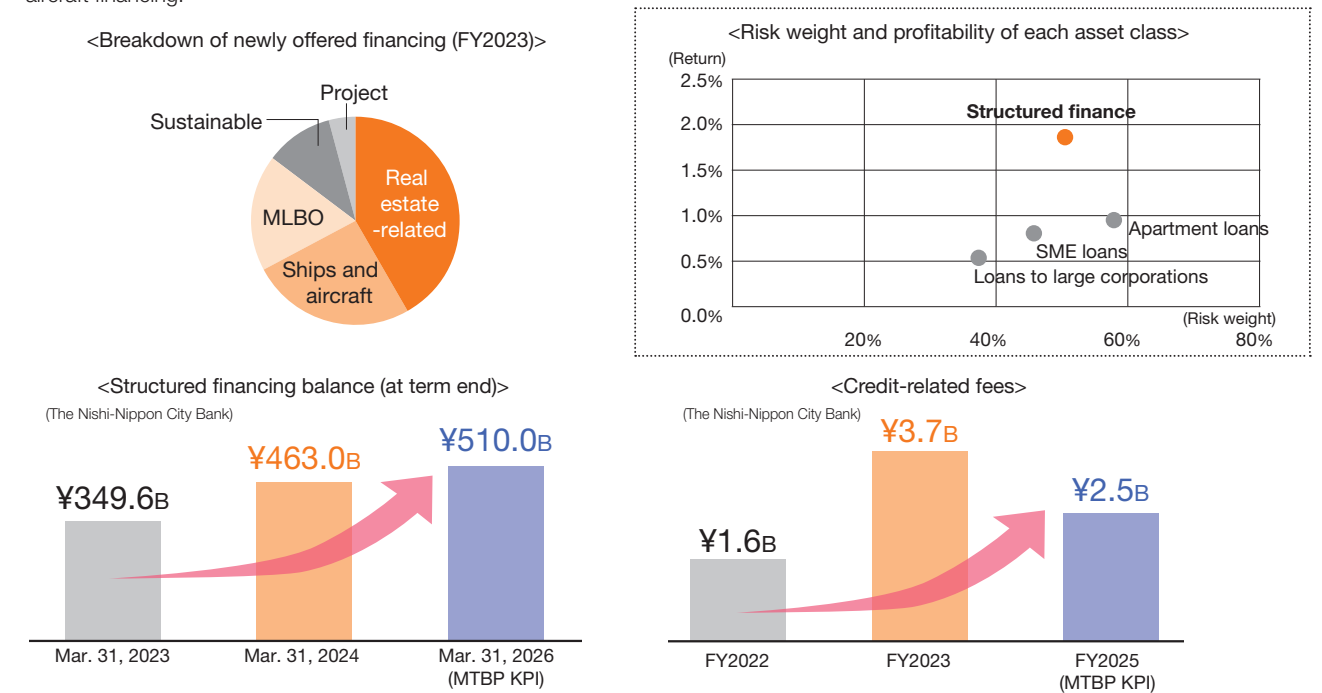 aircraft financing.
<Breakdown of newly offered financing (FY2023)>
Project
Sustainable
Real
estate
-related
MLBO
Ships and
aircraft
<Risk weight and profitability of each asset class>
(Return)
2.5%
2.0%
1.5%
1.0%
0.5%
0.0%
Structured finance
Apartment loans
SME loans
Loans to large corporations
(Risk weight)
20%
40%
60%
80%
<Structured financing balance (at term end)>
(The Nishi-Nippon City Bank)
¥349.6B
¥463.0B
¥510.0B
Mar. 31, 2023
Mar. 31, 2024
Mar. 31, 2026
(MTBP KPI)
<Credit-related fees>
(The Nishi-Nippon City Bank)
¥1.6B
¥3.7B
¥2.5B
FY2022
FY2023
FY2025
(MTBP KPI)